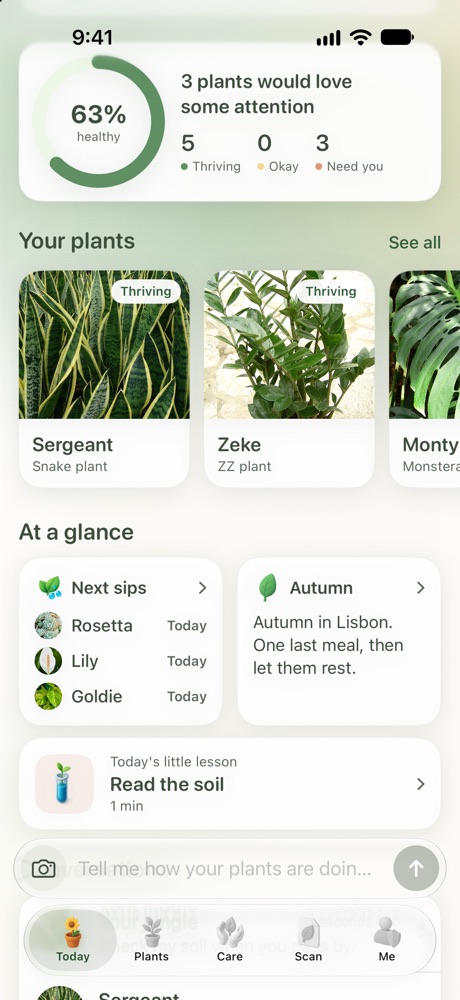 9:41
63%
healthy
3 plants would love
some attention
5 0 3
Thriving Okay Need you
Your plants See all
Thriving Thriving
Sergeant Zeke Monty
Snake plant ZZ plant Monstera
At a glance
Next sips
Rosetta Today
Lily Today
Goldie Today
Autumn
Autumn in Lisbon.
One last meal, then
let them rest.
Today's little lesson
Read the soil
1 min
Tell me how your plants are doin...
Today Plants Care Scan Me
Sergeant